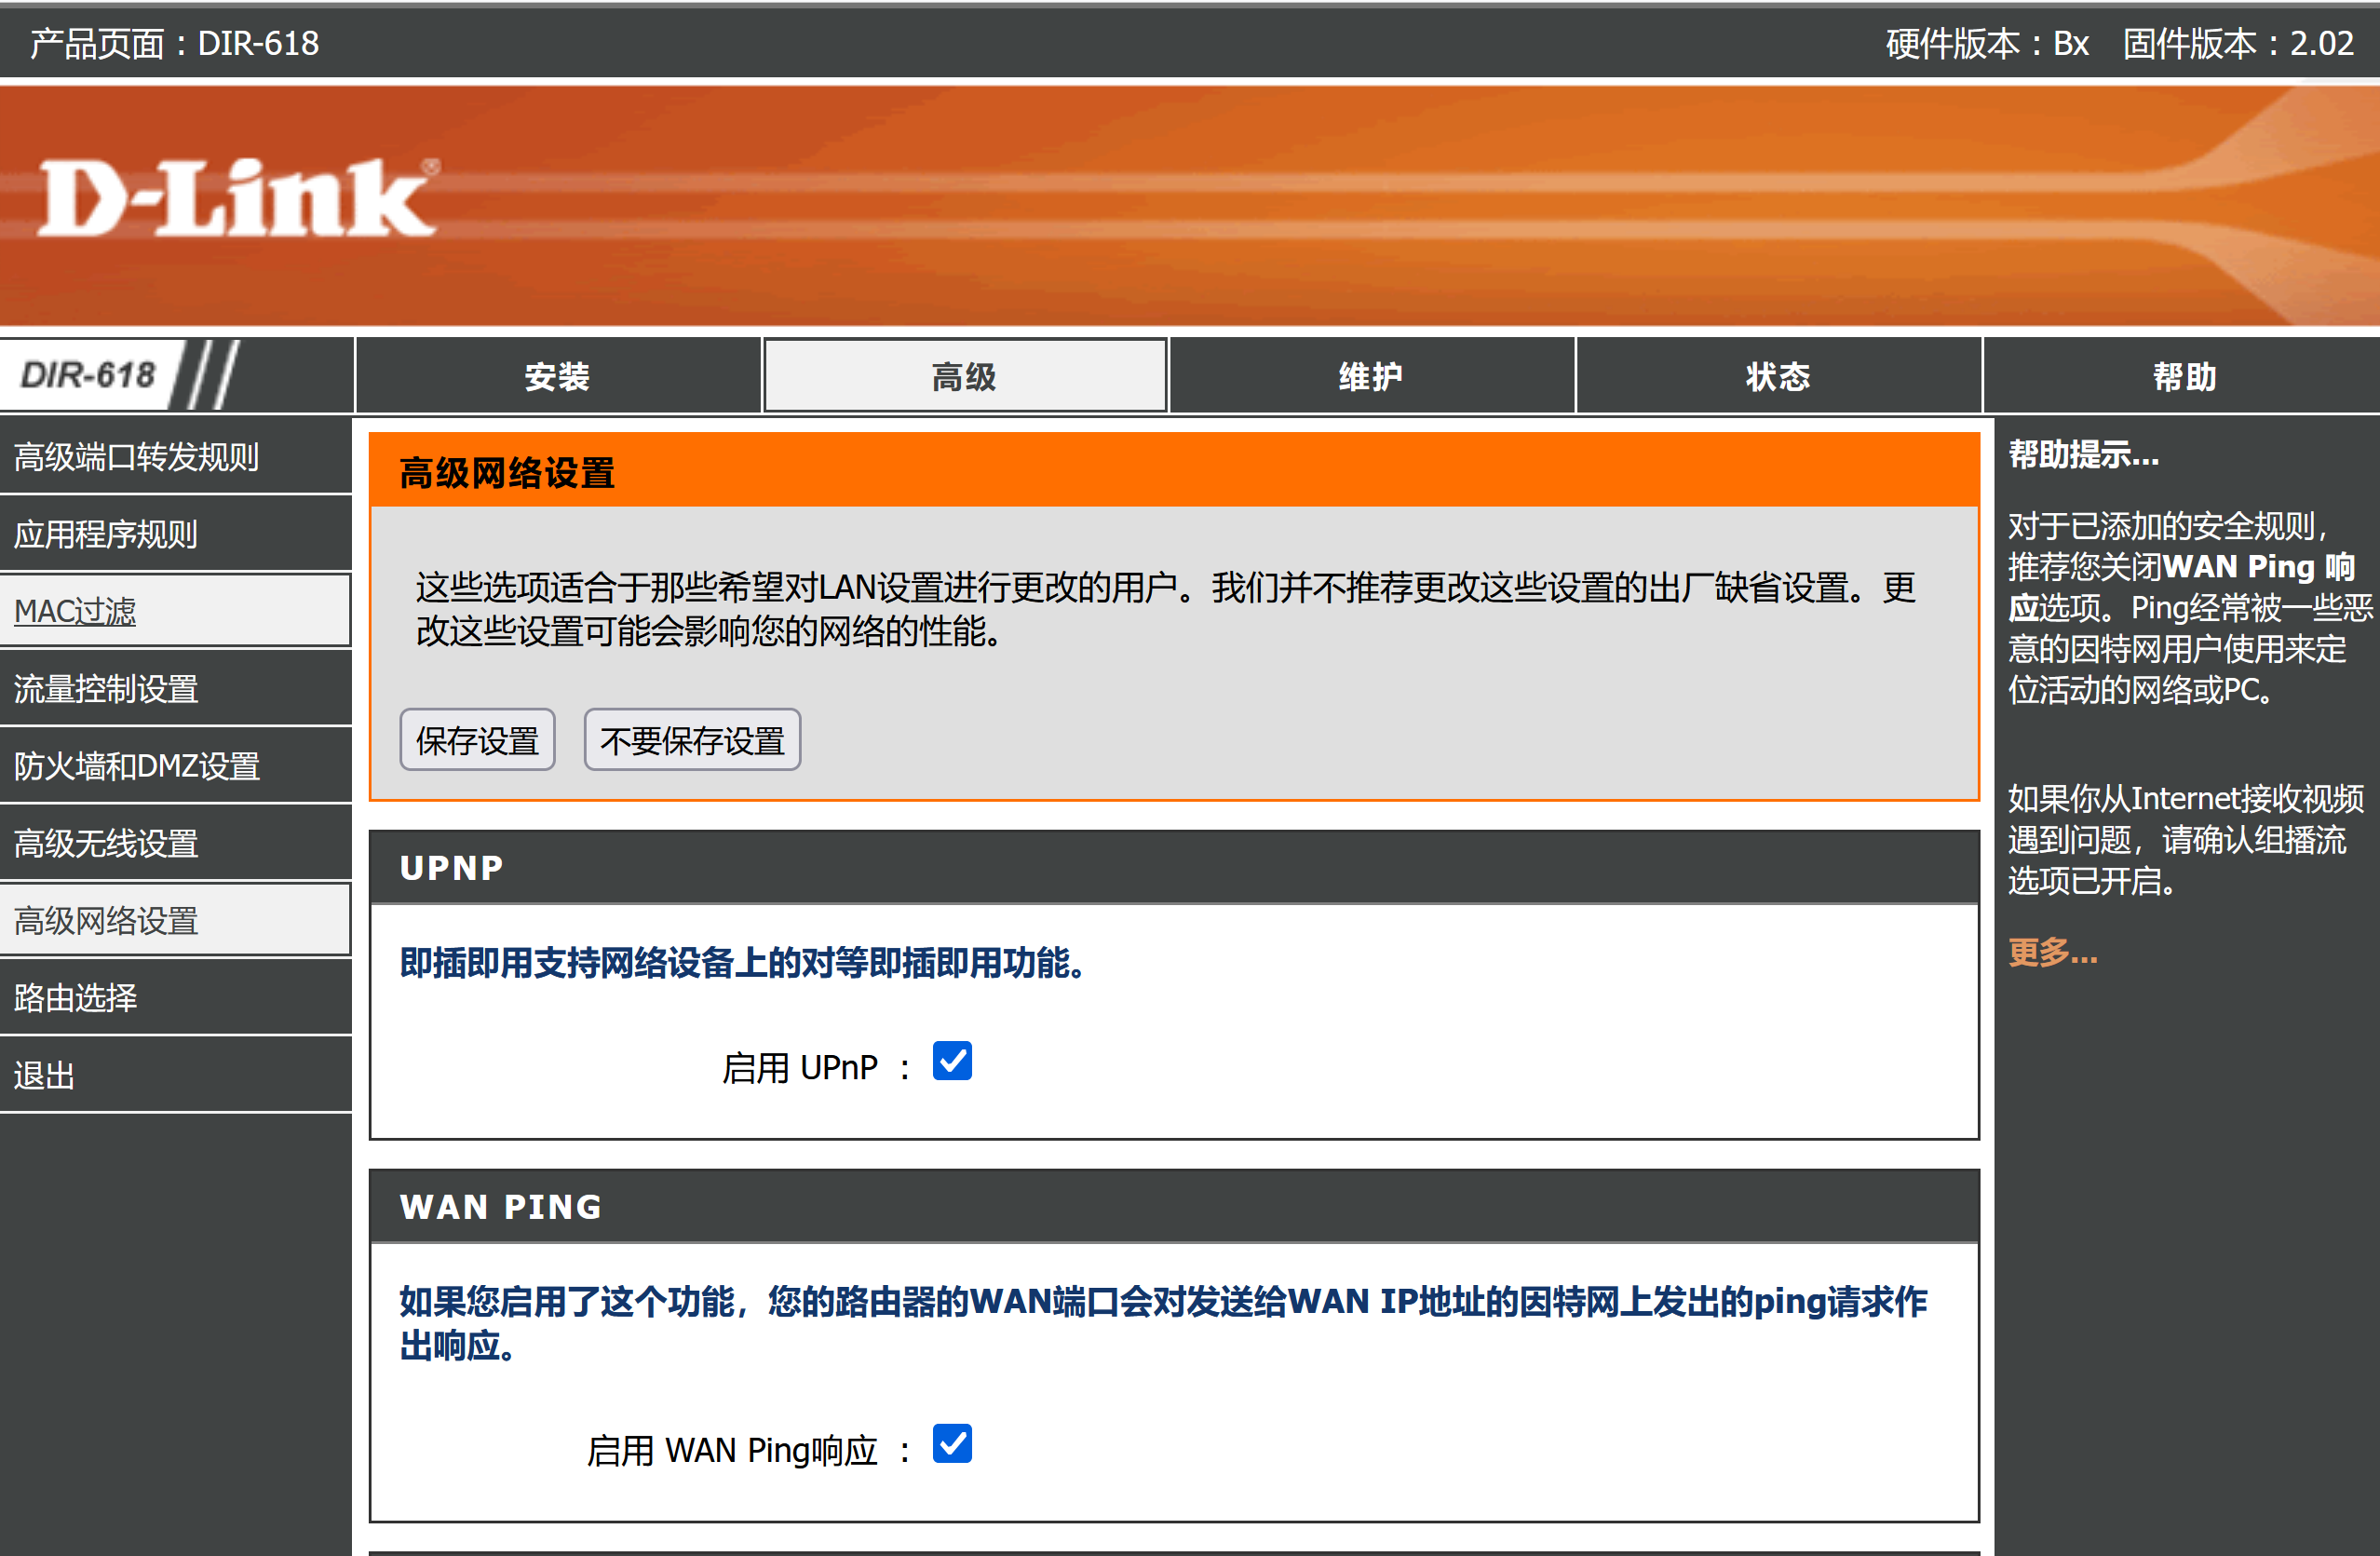 产品页面：DIR-618
硬件版本：Bx 固件版本：2.02
D-Link®
DIR-618
安装
高级
维护
状态
帮助
高级端口转发规则
应用程序规则
MAC过滤
流量控制设置
防火墙和DMZ设置
高级无线设置
高级网络设置
路由选择
退出
高级网络设置
这些选项适合于那些希望对LAN设置进行更改的用户。我们并不推荐更改这些设置的出厂缺省设置。更
改这些设置可能会影响您的网络的性能。
保存设置
不要保存设置
UPNP
即插即用支持网络设备上的对等即插即用功能。
启用 UPnP ：
WAN PING
如果您启用了这个功能，您的路由器的WAN端口会对发送给WAN IP地址的因特网上发出的ping请求作
出响应。
启用 WAN Ping响应 ：
帮助提示...
对于已添加的安全规则，
推荐您关闭WAN Ping 响
应选项。Ping经常被一些恶
意的因特网用户使用来定
位活动的网络或PC。
如果你从Internet接收视频
遇到问题，请确认组播流
选项已开启。
更多...